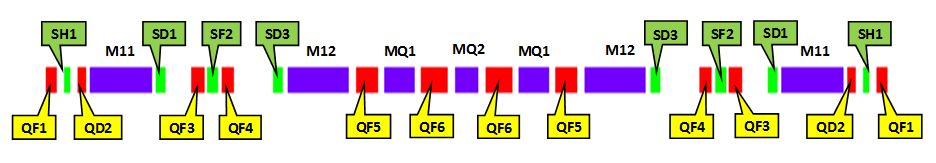 SH1 SD1 SF2 SD3 SD3 SF2 SD1 SH1
M11 M12 MQ1 MQ2 MQ1 M12 M11
QF1 QD2 QF3 QF4 QF5 QF6 QF6 QF5 QF4 QF3 QD2 QF1